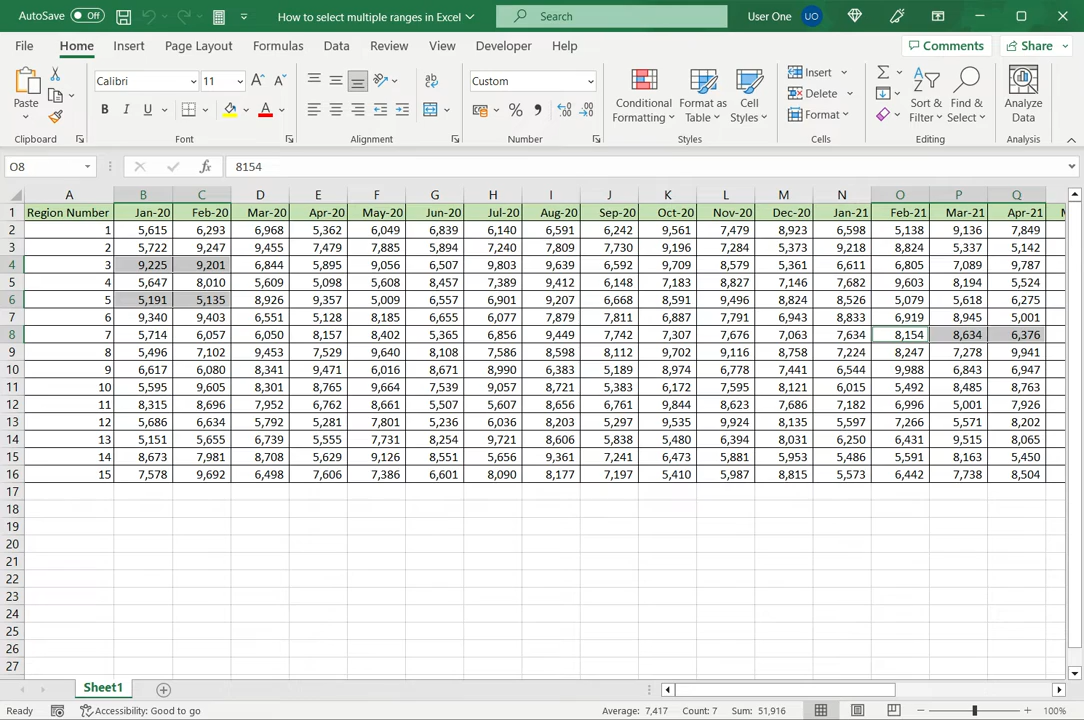 AutoSave Off How to select multiple ranges in Excel Search User One UO
File Home Insert Page Layout Formulas Data Review View Developer Help Comments Share
Calibri 11 A A ab Custom Insert
Paste B I U A % , Conditional Formatting Format as Table Cell Styles Delete Sort & Filter Find & Select Analyze Data
Format
Clipboard Font Alignment Number Styles Cells Editing Analysis
O8 fx 8154
A B C D E F G H I J K L M N O P Q
1 Region Number Jan-20 Feb-20 Mar-20 Apr-20 May-20 Jun-20 Jul-20 Aug-20 Sep-20 Oct-20 Nov-20 Dec-20 Jan-21 Feb-21 Mar-21 Apr-21
2 1 5,615 6,293 6,968 5,362 6,049 6,839 6,140 6,591 6,242 9,561 7,479 8,923 6,598 5,138 9,136 7,849
3 2 5,722 9,247 9,455 7,479 7,885 5,894 7,240 7,809 7,730 9,196 7,284 5,373 9,218 8,824 5,337 5,142
4 3 9,225 9,201 6,844 5,895 9,056 6,507 9,803 9,639 6,592 9,709 8,579 5,361 6,611 6,805 7,089 9,787
5 4 5,647 8,010 5,609 5,098 5,608 8,457 7,389 9,412 6,148 7,183 8,827 7,146 7,682 9,603 8,194 5,524
6 5 5,191 5,135 8,926 9,357 5,009 6,557 6,901 9,207 6,668 8,591 9,496 8,824 8,526 5,079 5,618 6,275
7 6 9,340 9,403 6,551 5,128 8,185 6,655 6,077 7,879 7,811 6,887 7,791 6,943 8,833 6,919 8,945 5,001
8 7 5,714 6,057 6,050 8,157 8,402 5,365 6,856 9,449 7,742 7,307 7,676 7,063 7,634 8,154 8,634 6,376
9 8 5,496 7,102 9,453 7,529 9,640 8,108 7,586 8,598 8,112 9,702 9,116 8,758 7,224 8,247 7,278 9,941
10 9 6,617 6,080 8,341 9,471 6,016 8,671 8,990 6,383 5,189 8,974 6,778 7,441 6,544 9,988 6,843 6,947
11 10 5,595 9,605 8,301 8,765 9,664 7,539 9,057 8,721 5,383 6,172 7,595 8,121 6,015 5,492 8,485 8,763
12 11 8,315 8,696 7,952 6,762 8,661 5,507 5,607 8,656 6,761 9,844 8,623 7,686 7,182 6,996 5,001 7,926
13 12 5,686 6,634 5,792 5,281 7,801 5,236 6,036 8,203 5,297 9,535 9,924 8,135 5,597 7,266 5,571 8,202
14 13 5,151 5,655 6,739 5,555 7,731 8,254 9,721 8,606 5,838 5,480 6,394 8,031 6,250 6,431 9,515 8,065
15 14 8,673 7,981 8,708 5,629 9,126 8,551 5,656 9,361 7,241 6,473 5,881 5,953 5,486 8,591 8,163 5,450
16 15 7,578 9,692 6,498 7,606 7,386 6,601 8,090 8,177 7,197 5,410 5,987 8,815 5,573 6,442 7,738 8,504
17
18
19
20
21
22
23
24
25
26
27
Sheet1
Ready Accessibility: Good to go Average: 7,417 Count: 7 Sum: 51,916 100%